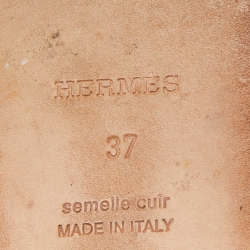 HERMES
37
semelle cuir
MADE IN ITALY